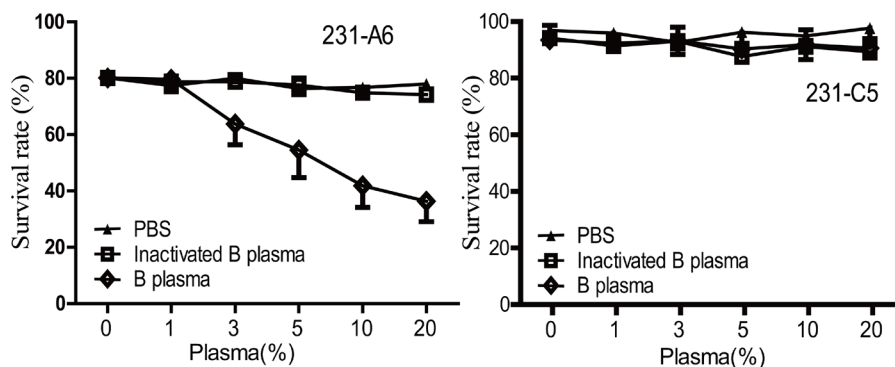 231-A6
Survival rate (%)
100
80
60
40
20
0
PBS
Inactivated B plasma
B plasma
0 1 3 5 10 20
Plasma(%)
231-C5
Survival rate (%)
100
80
60
40
20
0
PBS
Inactivated B plasma
B plasma
0 1 3 5 10 20
Plasma(%)